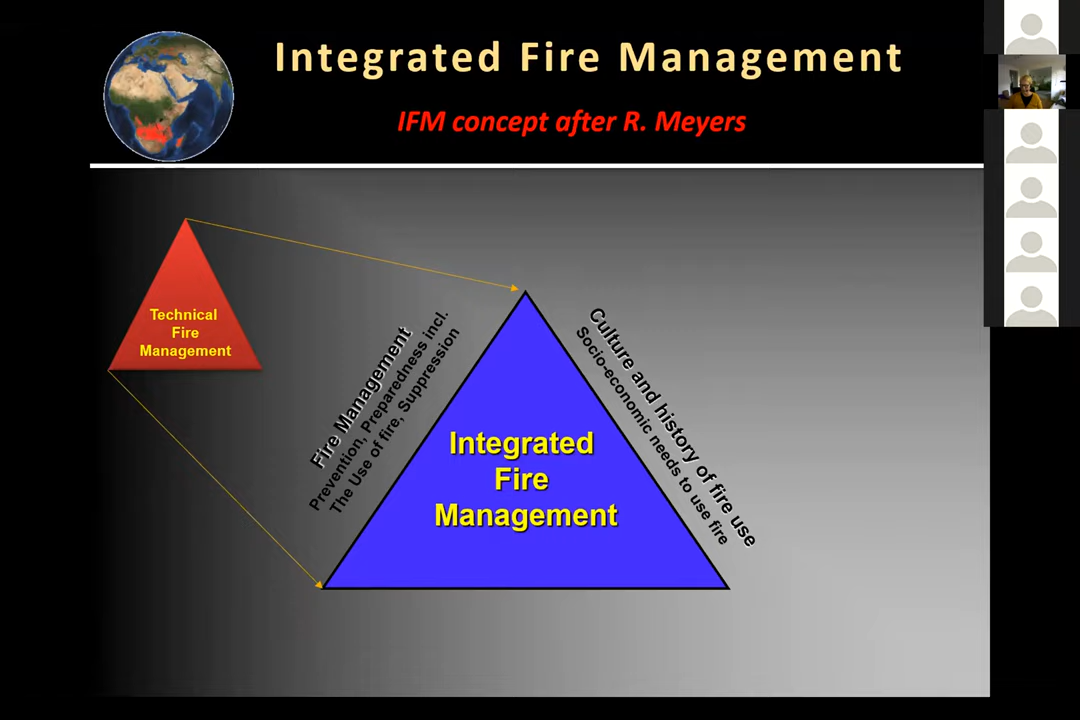 Integrated Fire Management
IFM concept after R. Meyers
Technical
Fire
Management
Fire Management
Prevention, Preparedness incl.
The Use of fire, Suppression
Culture and history of fire use
Socio-economic needs to use fire
Integrated
Fire
Management